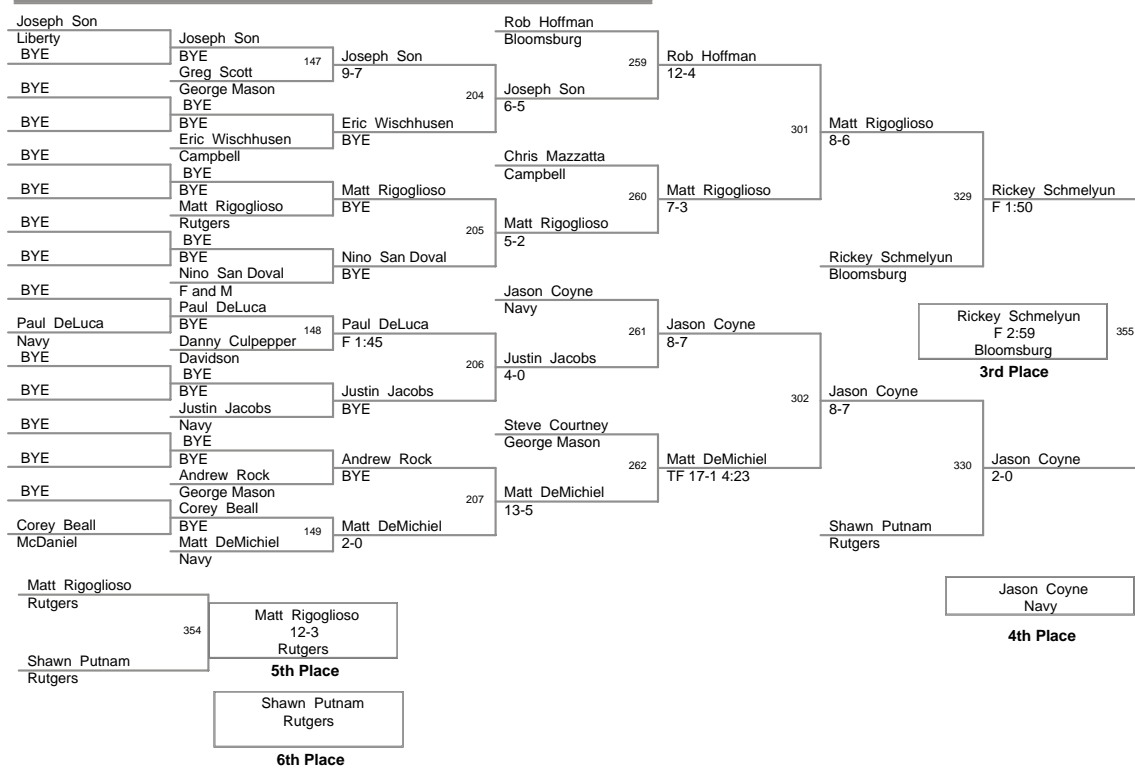 Joseph Son
Liberty
BYE
BYE
BYE
BYE
BYE
BYE
BYE
BYE
Paul DeLuca
Navy
BYE
BYE
BYE
BYE
BYE
Corey Beall
McDaniel
Joseph Son
BYE
147
Greg Scott
George Mason
BYE
BYE
Eric Wischhusen
Campbell
BYE
BYE
Matt Rigoglioso
Rutgers
BYE
BYE
Nino San Doval
F and M
Paul DeLuca
BYE
148
Danny Culpepper
Davidson
BYE
BYE
Justin Jacobs
Navy
BYE
BYE
Andrew Rock
George Mason
Corey Beall
BYE
149
Matt DeMichiel
Navy
Joseph Son
9-7
204
Eric Wischhusen
BYE
Matt Rigoglioso
BYE
205
Nino San Doval
BYE
Paul DeLuca
F 1:45
206
Justin Jacobs
BYE
Andrew Rock
BYE
207
Matt DeMichiel
2-0
Rob Hoffman
Bloomsburg
259
Joseph Son
6-5
Chris Mazzatta
Campbell
260
Matt Rigoglioso
5-2
Jason Coyne
Navy
261
Justin Jacobs
4-0
Steve Courtney
George Mason
262
Matt DeMichiel
13-5
Rob Hoffman
12-4
301
Matt Rigoglioso
7-3
Jason Coyne
8-7
302
Matt DeMichiel
TF 17-1 4:23
Matt Rigoglioso
8-6
329
Rickey Schmelyun
Bloomsburg
Jason Coyne
8-7
330
Shawn Putnam
Rutgers
Rickey Schmelyun
F 1:50
Rickey Schmelyun
F 2:59
Bloomsburg
355
3rd Place
Jason Coyne
2-0
Jason Coyne
Navy
4th Place
Matt Rigoglioso
Rutgers
354
Shawn Putnam
Rutgers
Matt Rigoglioso
12-3
Rutgers
5th Place
Shawn Putnam
Rutgers
6th Place